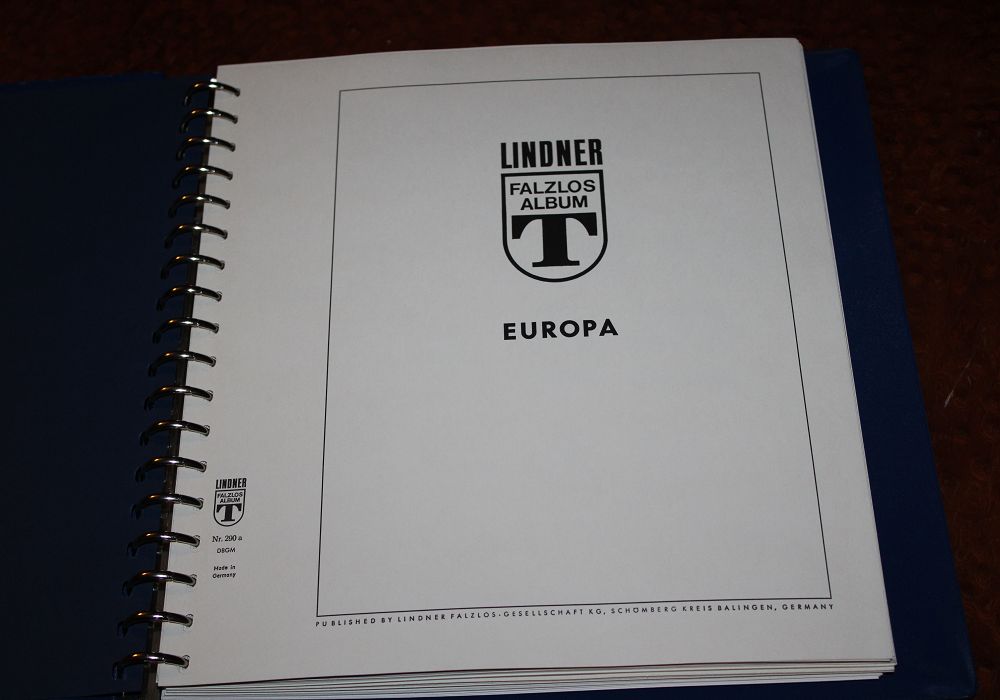 LINDNER
FALZLOS
ALBUM
T
EUROPA
LINDNER
FALZLOS
ALBUM
T
Nr. 290 a
DBGM
Made in
Germany
PUBLISHED BY LINDNER FALZLOS-GESELLSCHAFT KG, SCHÖMBERG KREIS BALINGEN, GERMANY